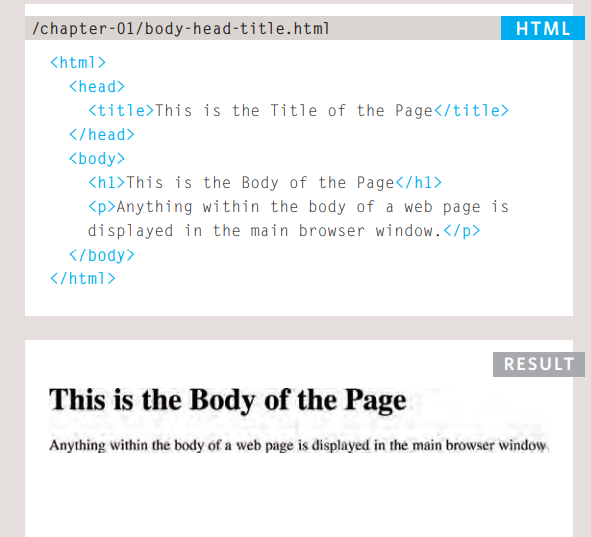 /chapter-01/body-head-title.html HTML
<html>
<head>
<title>This is the Title of the Page</title>
</head>
<body>
<h1>This is the Body of the Page</h1>
<p>Anything within the body of a web page is
displayed in the main browser window.</p>
</body>
</html>
RESULT
This is the Body of the Page
Anything within the body of a web page is displayed in the main browser window.